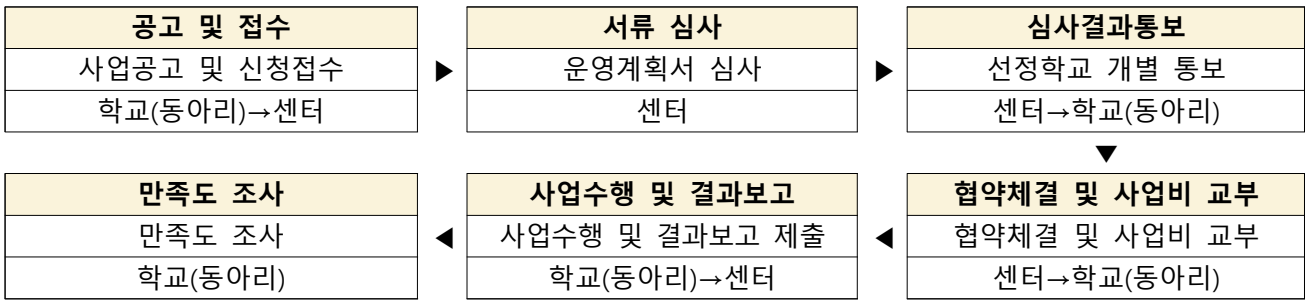 공고 및 접수
사업공고 및 신청접수
학교(동아리)→센터
▶
서류 심사
운영계획서 심사
센터
▶
심사결과통보
선정학교 개별 통보
센터→학교(동아리)
▼
협약체결 및 사업비 교부
협약체결 및 사업비 교부
센터→학교(동아리)
◀
사업수행 및 결과보고
사업수행 및 결과보고 제출
학교(동아리)→센터
◀
만족도 조사
만족도 조사
학교(동아리)